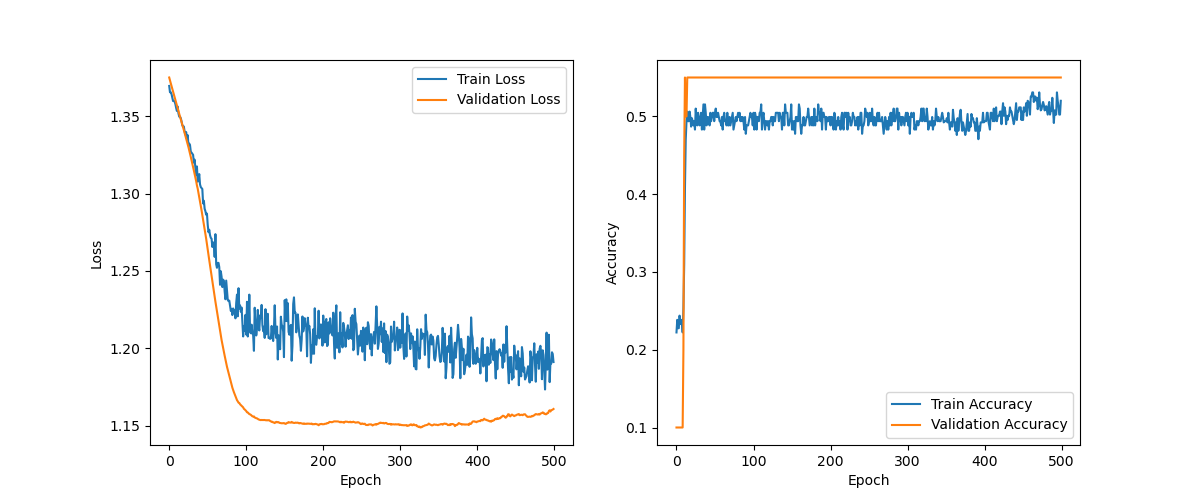 Train Loss
Validation Loss
1.35
1.30
1.25
1.20
1.15
Loss
0 100 200 300 400 500
Epoch
0.5
0.4
0.3
0.2
0.1
Accuracy
Train Accuracy
Validation Accuracy
0 100 200 300 400 500
Epoch